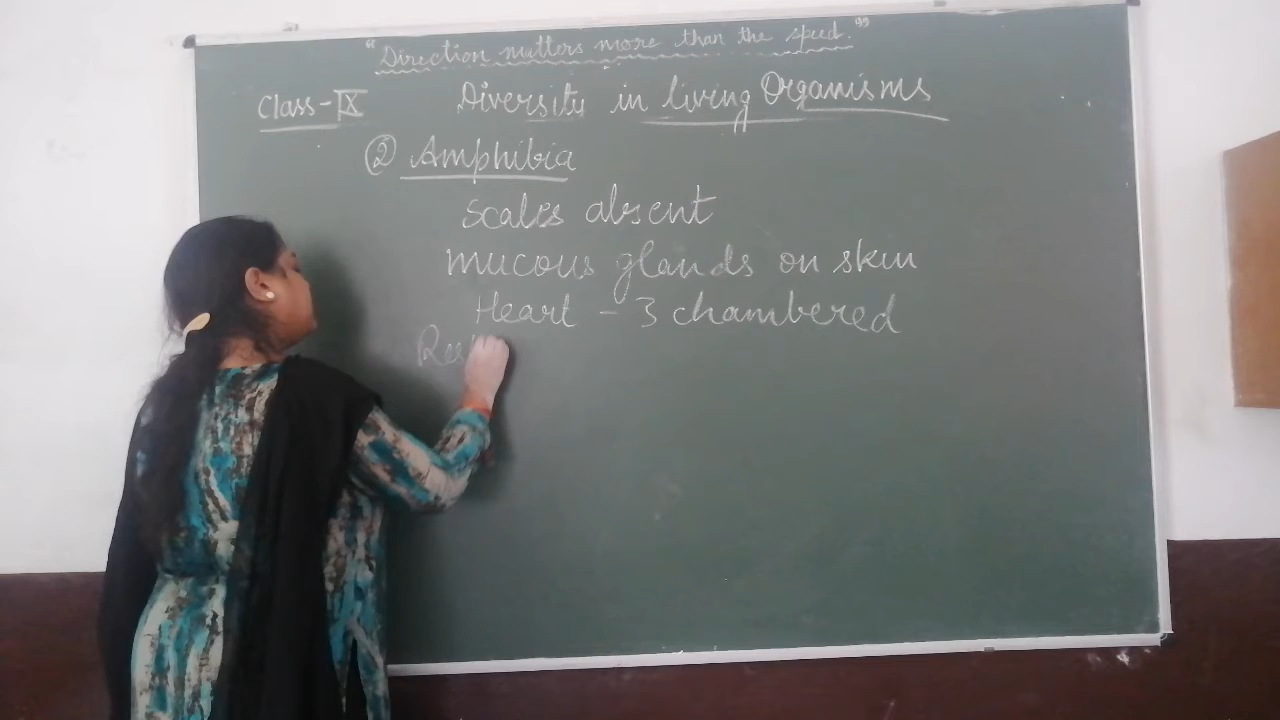 "Direction matters more than the speed."
Class-IX Diversity in living Organisms
② Amphibia
Scales absent
mucous glands on skin
Heart - 3 chambered
Res